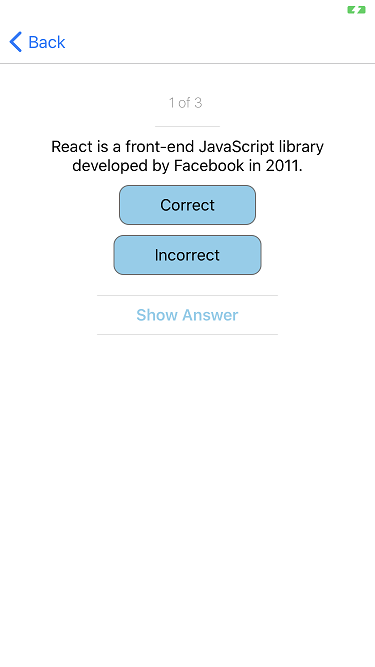 Back
1 of 3
React is a front-end JavaScript library
developed by Facebook in 2011.
Correct
Incorrect
Show Answer